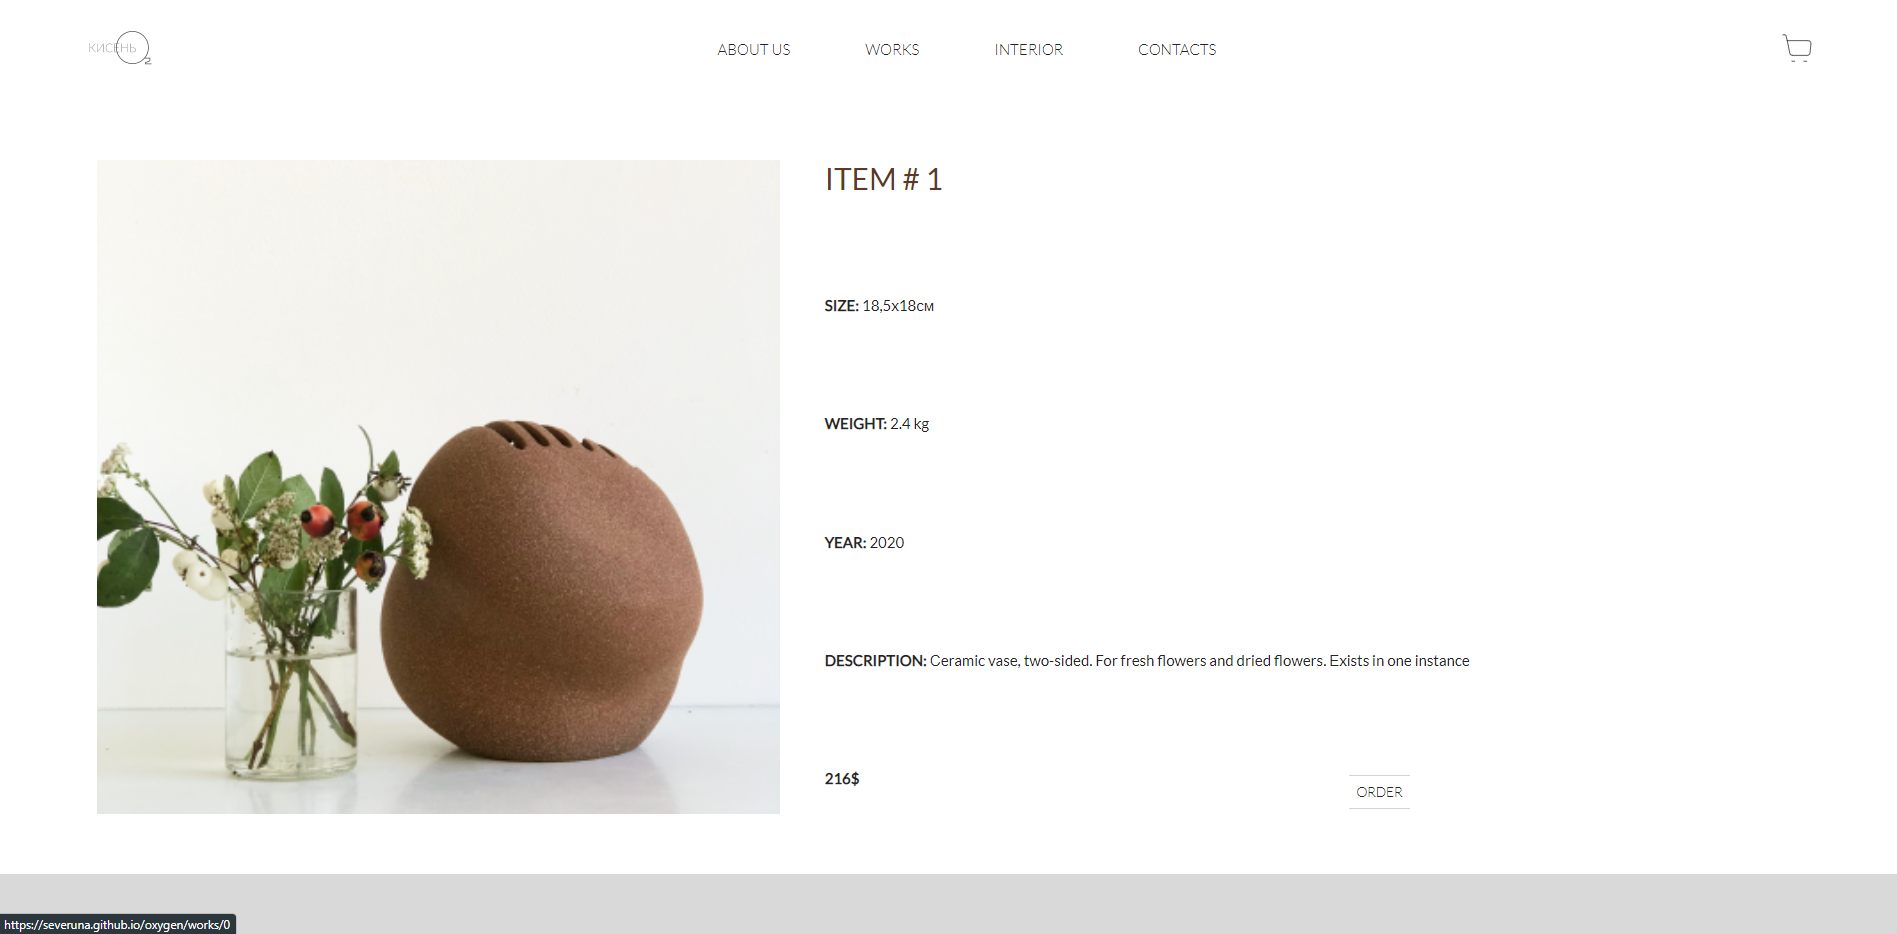 КИСЕНЬ
2
ABOUT US WORKS INTERIOR CONTACTS
ITEM # 1
SIZE: 18,5x18см
WEIGHT: 2.4 kg
YEAR: 2020
DESCRIPTION: Ceramic vase, two-sided. For fresh flowers and dried flowers. Exists in one instance
216$
ORDER
https://severuna.github.io/oxygen/works/0